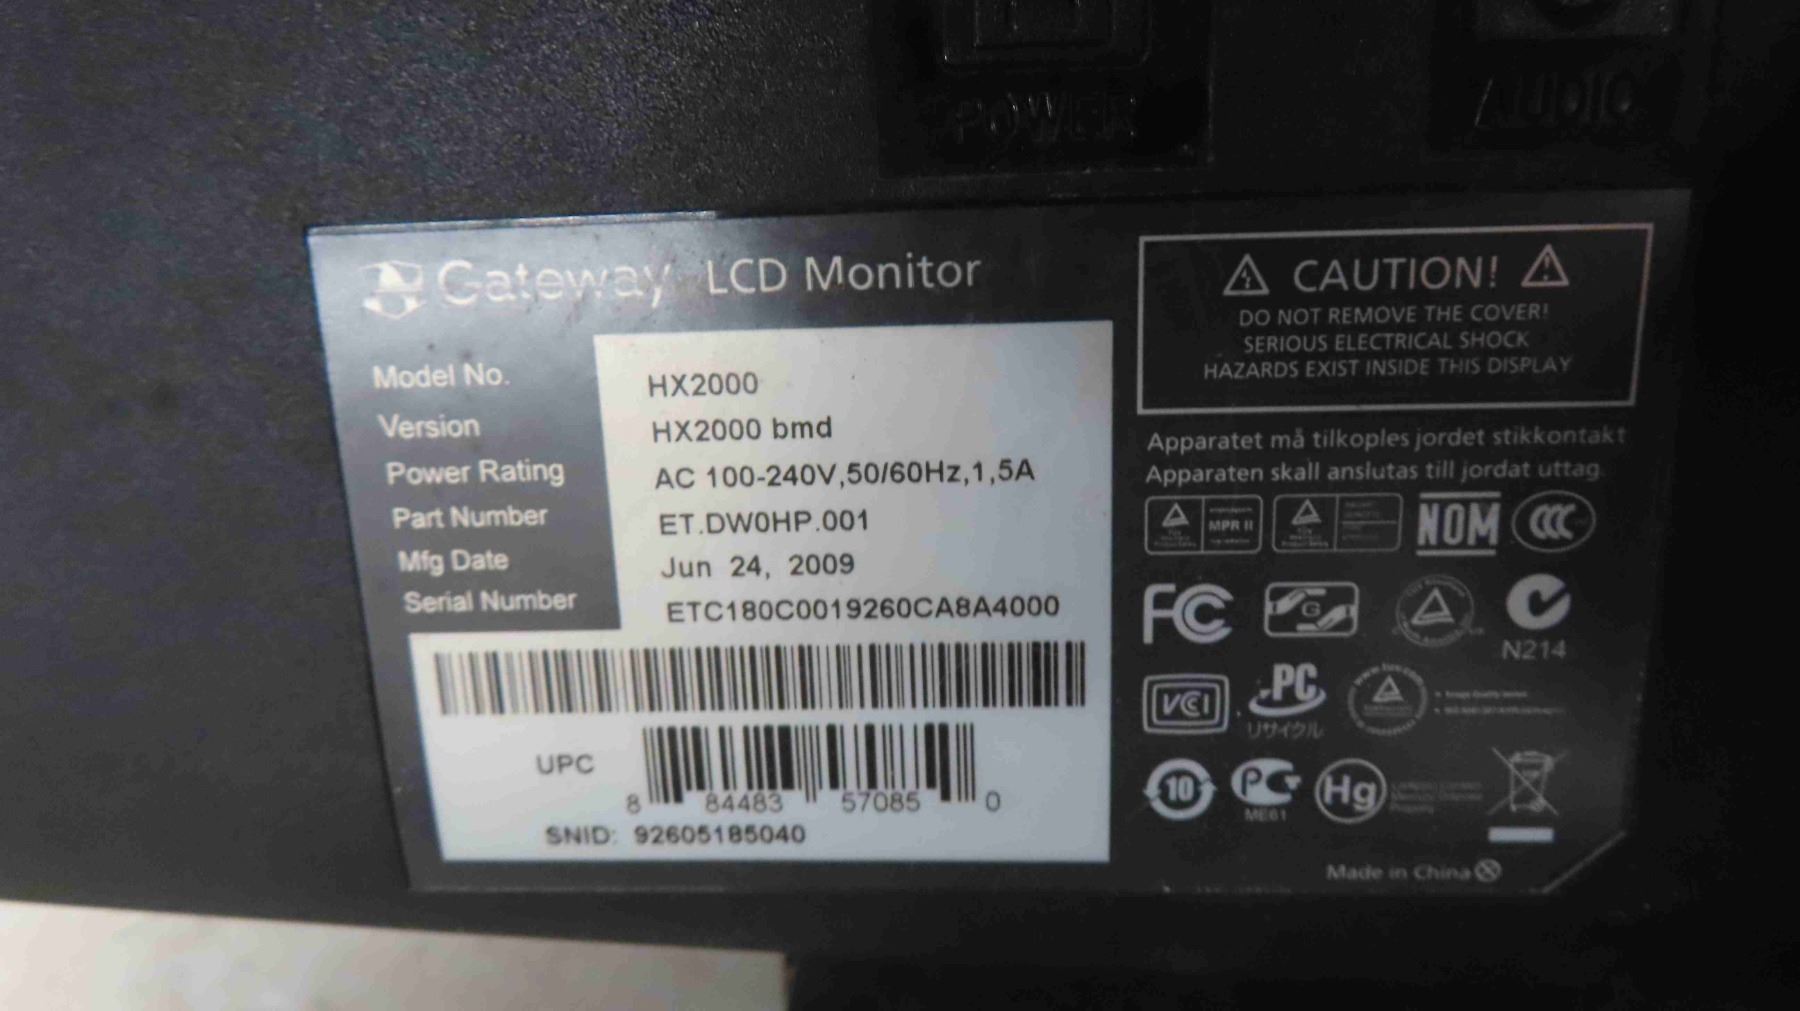 POWER
AUDIO
Gateway LCD Monitor
Model No. HX2000
Version HX2000 bmd
Power Rating AC 100-240V,50/60Hz,1,5A
Part Number ET.DW0HP.001
Mfg Date Jun 24, 2009
Serial Number ETC180C0019260CA8A4000
UPC
8 84483 57085 0
SNID: 92605185040
CAUTION!
DO NOT REMOVE THE COVER!
SERIOUS ELECTRICAL SHOCK
HAZARDS EXIST INSIDE THIS DISPLAY
Apparatet må tilkoples jordet stikkontakt
Apparaten skall anslutas till jordat uttag.
MPR II
NOM
CCC
FC
G
N214
VCCI
PC
リサイクル
10
PC
ME61
Hg
Made in China